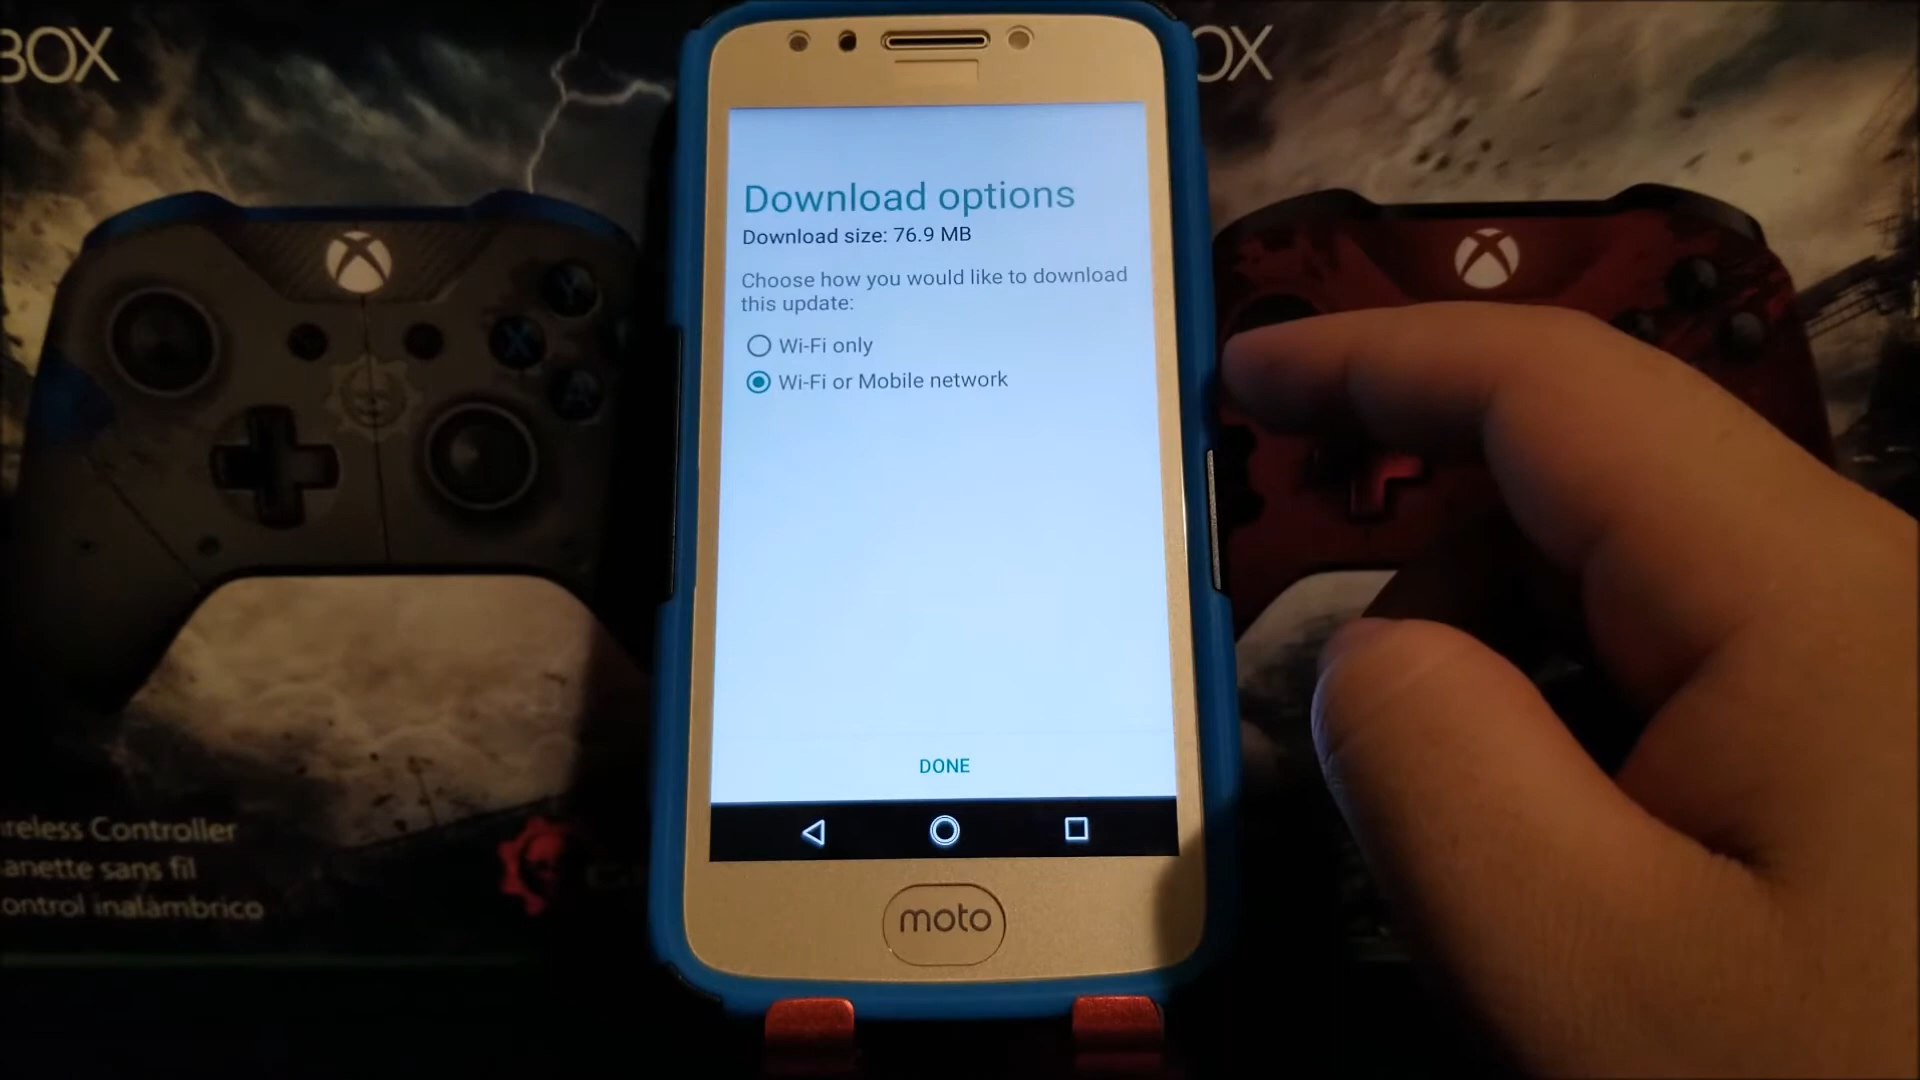 BOX
OX
Download options
Download size: 76.9 MB
Choose how you would like to download
this update:
Wi-Fi only
Wi-Fi or Mobile network
DONE
moto
Y
X
A
ireless Controller
anette sans fil
ontrol inalámbrico